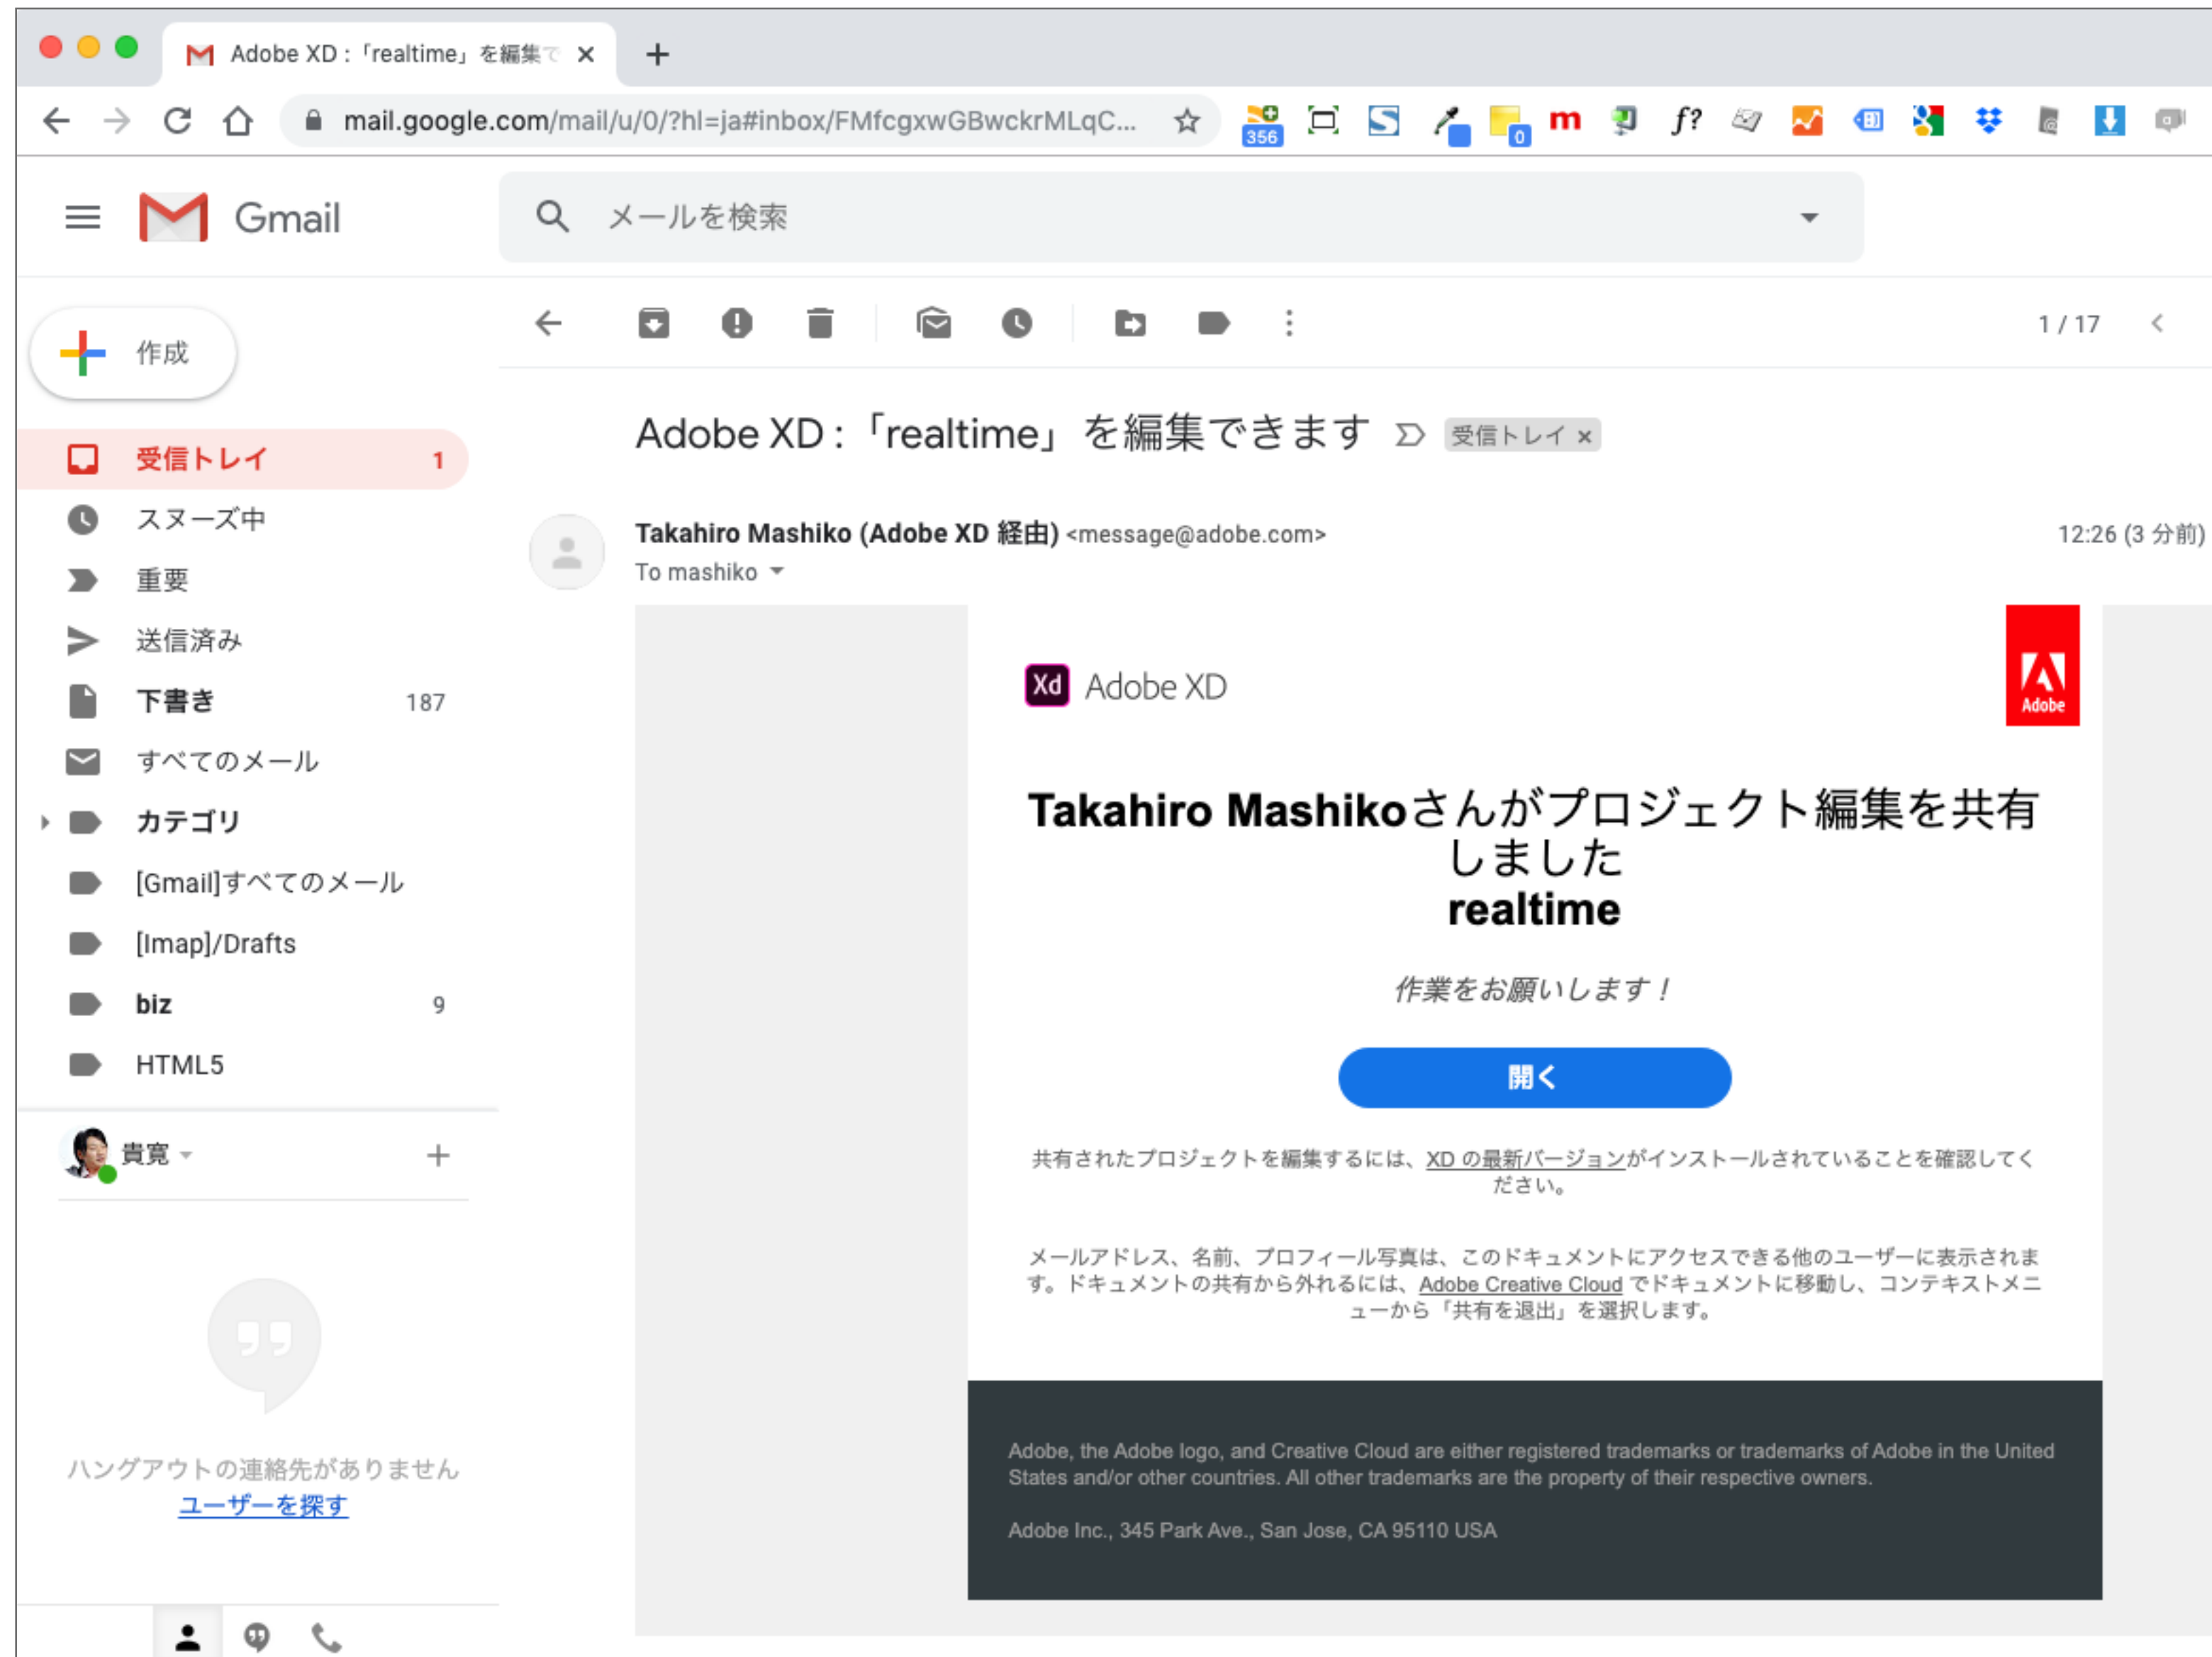 Adobe XD :「realtime」を編集で
mail.google.com/mail/u/0/?hl=ja#inbox/FMfcgxwGBwckrMLqC...
356
S
0
m
f?
Gmail
メールを検索
作成
1 / 17
受信トレイ 1
スヌーズ中
重要
送信済み
下書き 187
すべてのメール
カテゴリ
[Gmail]すべてのメール
[Imap]/Drafts
biz 9
HTML5
貴寛
ハングアウトの連絡先がありません
ユーザーを探す
Adobe XD :「realtime」を編集できます 受信トレイ ×
Takahiro Mashiko (Adobe XD 経由) <message@adobe.com> 12:26 (3 分前)
To mashiko
Xd Adobe XD
Adobe
Takahiro Mashikoさんがプロジェクト編集を共有
しました
realtime
作業をお願いします！
開く
共有されたプロジェクトを編集するには、XD の最新バージョンがインストールされていることを確認してく
ださい。
メールアドレス、名前、プロフィール写真は、このドキュメントにアクセスできる他のユーザーに表示されま
す。ドキュメントの共有から外れるには、Adobe Creative Cloud でドキュメントに移動し、コンテキストメニ
ューから「共有を退出」を選択します。
Adobe, the Adobe logo, and Creative Cloud are either registered trademarks or trademarks of Adobe in the United
States and/or other countries. All other trademarks are the property of their respective owners.
Adobe Inc., 345 Park Ave., San Jose, CA 95110 USA